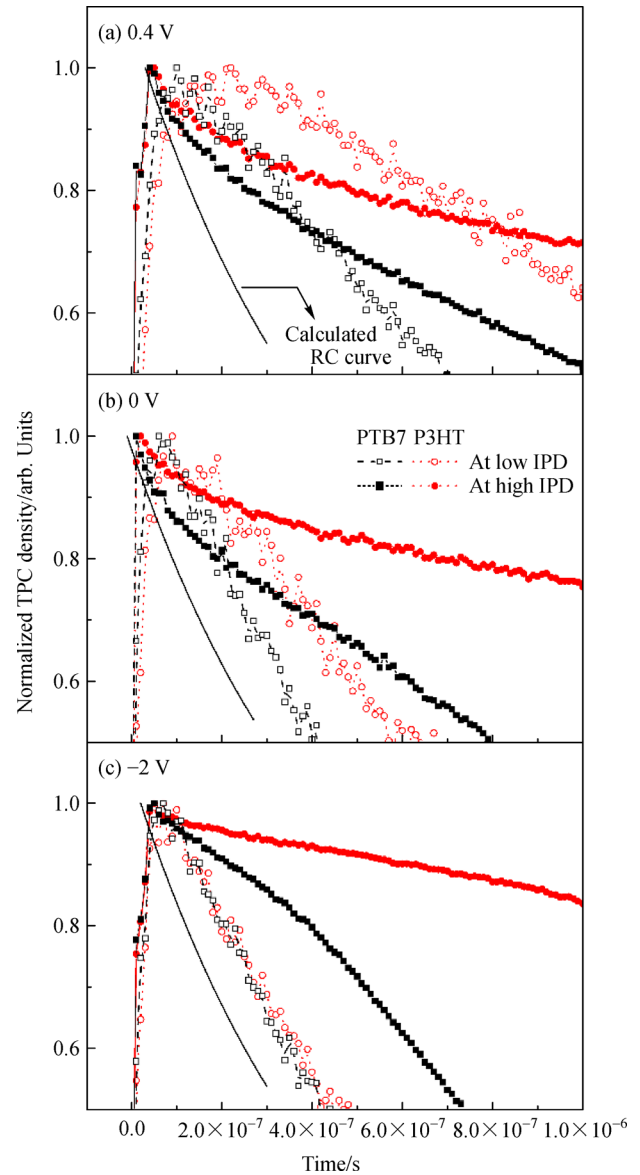 (a) 0.4 V
1.0
0.8
0.6
Calculated
RC curve
(b) 0 V
PTB7 P3HT
At low IPD
At high IPD
1.0
0.8
0.6
Normalized TPC density/arb. Units
(c) −2 V
1.0
0.8
0.6
0.0 2.0×10⁻⁷ 4.0×10⁻⁷ 6.0×10⁻⁷ 8.0×10⁻⁷ 1.0×10⁻⁶
Time/s